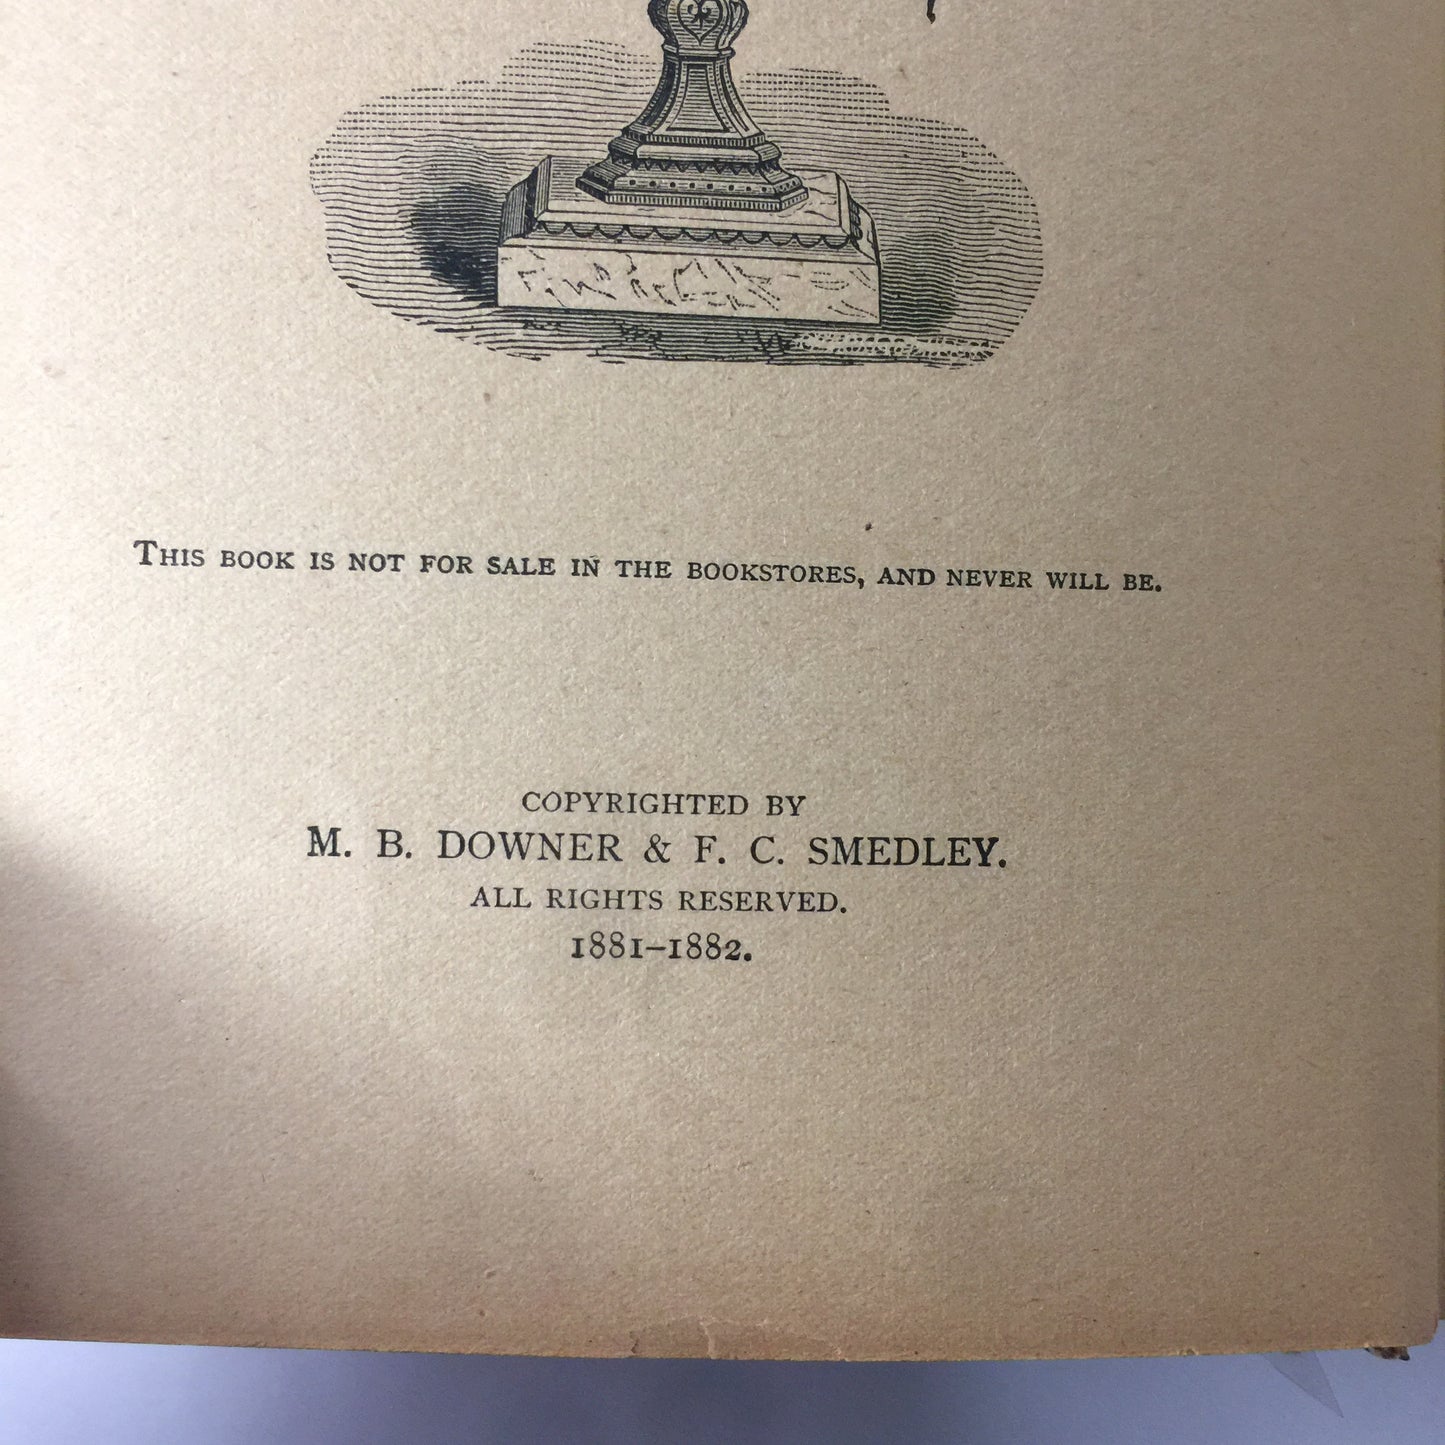 THIS BOOK IS NOT FOR SALE IN THE BOOKSTORES, AND NEVER WILL BE.
COPYRIGHTED BY
M. B. DOWNER & F. C. SMEDLEY.
ALL RIGHTS RESERVED.
1881–1882.